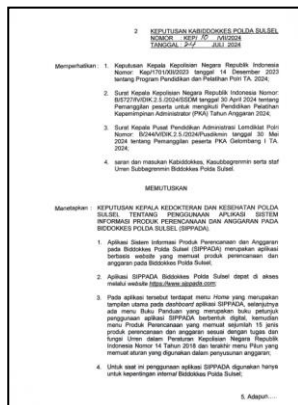 2 KEPUTUSAN KABIDDOKKES POLDA SULSEL
NOMOR : KEP/ 10 /VII/2024
TANGGAL 24 JULI 2024
Memperhatikan : 1. Keputusan Kepala Kepolisian Negara Republik Indonesia
Nomor: Kep/1701/XII/2023 tanggal 14 Desember 2023
tentang Program Pendidikan dan Pelatihan Polri TA. 2024;
2. Surat Kepala Kepolisian Negara Republik Indonesia Nomor:
B/5727/IV/DIK.2.5./2024/SSDM tanggal 30 April 2024 tentang
Pemanggilan peserta untuk mengikuti Pendidikan Pelatihan
Kepemimpinan Administrator (PKA) Tahun Anggaran 2024;
3. Surat Kepala Pusat Pendidikan Administrasi Lemdiklat Polri
Nomor: B/244/V/DIK.2.5./2024/Pusdikmin tanggal 30 Mei
2024 tentang Pemanggilan peserta PKA Gelombang I TA.
2024;
4. saran dan masukan Kabiddokkes, Kasubbegrenmin serta staf
Urren Subbegrenmin Biddokkes Polda Sulsel.
MEMUTUSKAN
Menetapkan : KEPUTUSAN KEPALA KEDOKTERAN DAN KESEHATAN POLDA
SULSEL TENTANG PENGGUNAAN APLIKASI SISTEM
INFORMASI PRODUK PERENCANAAN DAN ANGGARAN PADA
BIDDOKKES POLDA SULSEL (SIPPADA).
1. Aplikasi Sistem Informasi Produk Perencanaan dan Anggaran
pada Biddokkes Polda Sulsel (SIPPADA) merupakan aplikasi
berbasis website yang memuat produk perencanaan dan
anggaran pada Biddokkes Polda Sulsel;
2. Aplikasi SIPPADA Biddokkes Polda Sulsel dapat di akses
melalui website https://www.sippada.com;
3. Pada aplikasi tersebut terdapat menu Home yang merupakan
tampilan utama pada dashboard aplikasi SIPPADA, selanjutnya
ada menu Buku Panduan yang merupakan buku petunjuk
penggunaan aplikasi SIPPADA berbentuk digital, kemudian
menu Produk Perencanaan yang memuat sejumlah 15 jenis
produk perencanaan dan anggaran sesuai dengan tugas dan
fungsi Urren dalam Peraturan Kepolisian Negara Republik
Indonesia Nomor 14 Tahun 2018 dan terakhir menu Pilun yang
memuat aturan yang digunakan dalam penyusunan anggaran;
4. Untuk saat ini penggunaan aplikasi SIPPADA digunakan hanya
untuk kepentingan internal Biddokkes Polda Sulsel;
5. Adapun.....